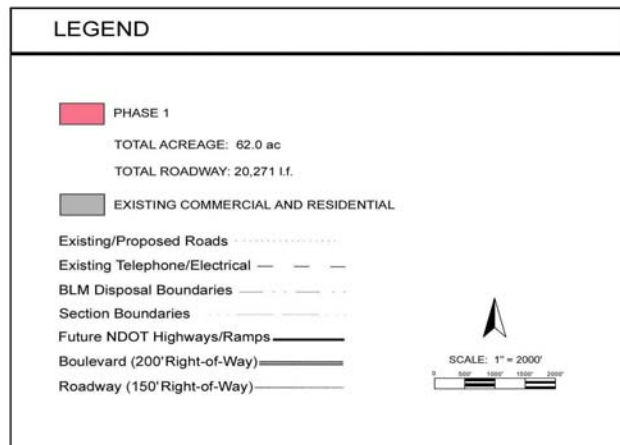 LEGEND
PHASE 1
TOTAL ACREAGE: 62.0 ac
TOTAL ROADWAY: 20,271 l.f.
EXISTING COMMERCIAL AND RESIDENTIAL
Existing/Proposed Roads
Existing Telephone/Electrical
BLM Disposal Boundaries
Section Boundaries
Future NDOT Highways/Ramps
Boulevard (200'Right-of-Way)
Roadway (150'Right-of-Way)
SCALE: 1" = 2000'
0 500' 1000' 1500' 2000'